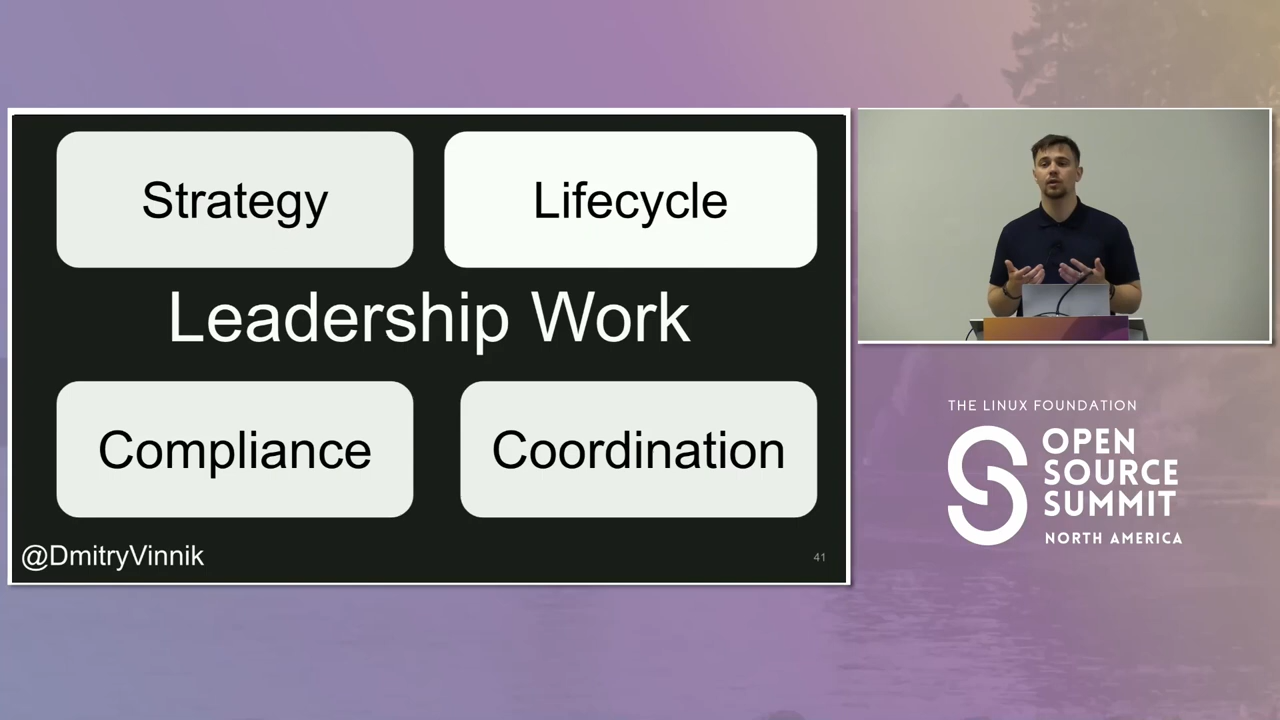 Strategy
Lifecycle
Leadership Work
Compliance
Coordination
@DmitryVinnik
41
THE LINUX FOUNDATION
OPEN
SOURCE
SUMMIT
NORTH AMERICA